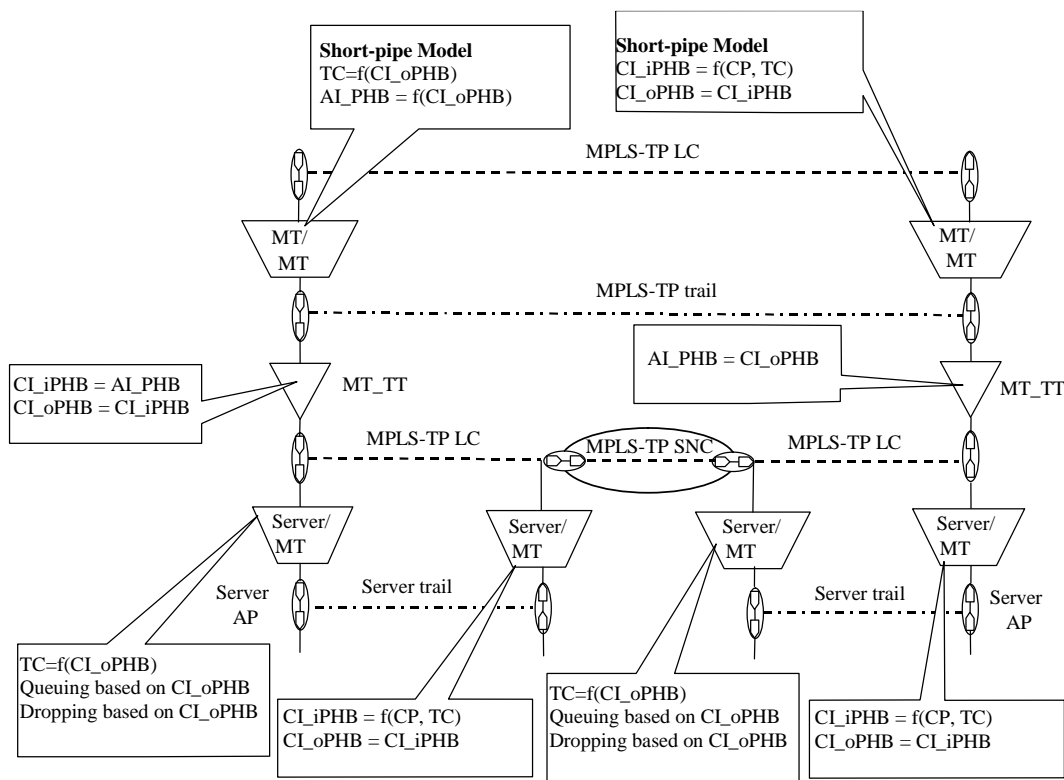 Short-pipe Model
TC=f(CI_oPHB)
AI_PHB = f(CI_oPHB)
Short-pipe Model
CI_iPHB = f(CP, TC)
CI_oPHB = CI_iPHB
MPLS-TP LC
MT/
MT
MT/
MT
MPLS-TP trail
CI_iPHB = AI_PHB
CI_oPHB = CI_iPHB
MT_TT
AI_PHB = CI_oPHB
MT_TT
MPLS-TP LC
MPLS-TP SNC
MPLS-TP LC
Server/
MT
Server/
MT
Server/
MT
Server/
MT
Server
AP
Server trail
Server trail
Server
AP
TC=f(CI_oPHB)
Queuing based on CI_oPHB
Dropping based on CI_oPHB
CI_iPHB = f(CP, TC)
CI_oPHB = CI_iPHB
TC=f(CI_oPHB)
Queuing based on CI_oPHB
Dropping based on CI_oPHB
CI_iPHB = f(CP, TC)
CI_oPHB = CI_iPHB